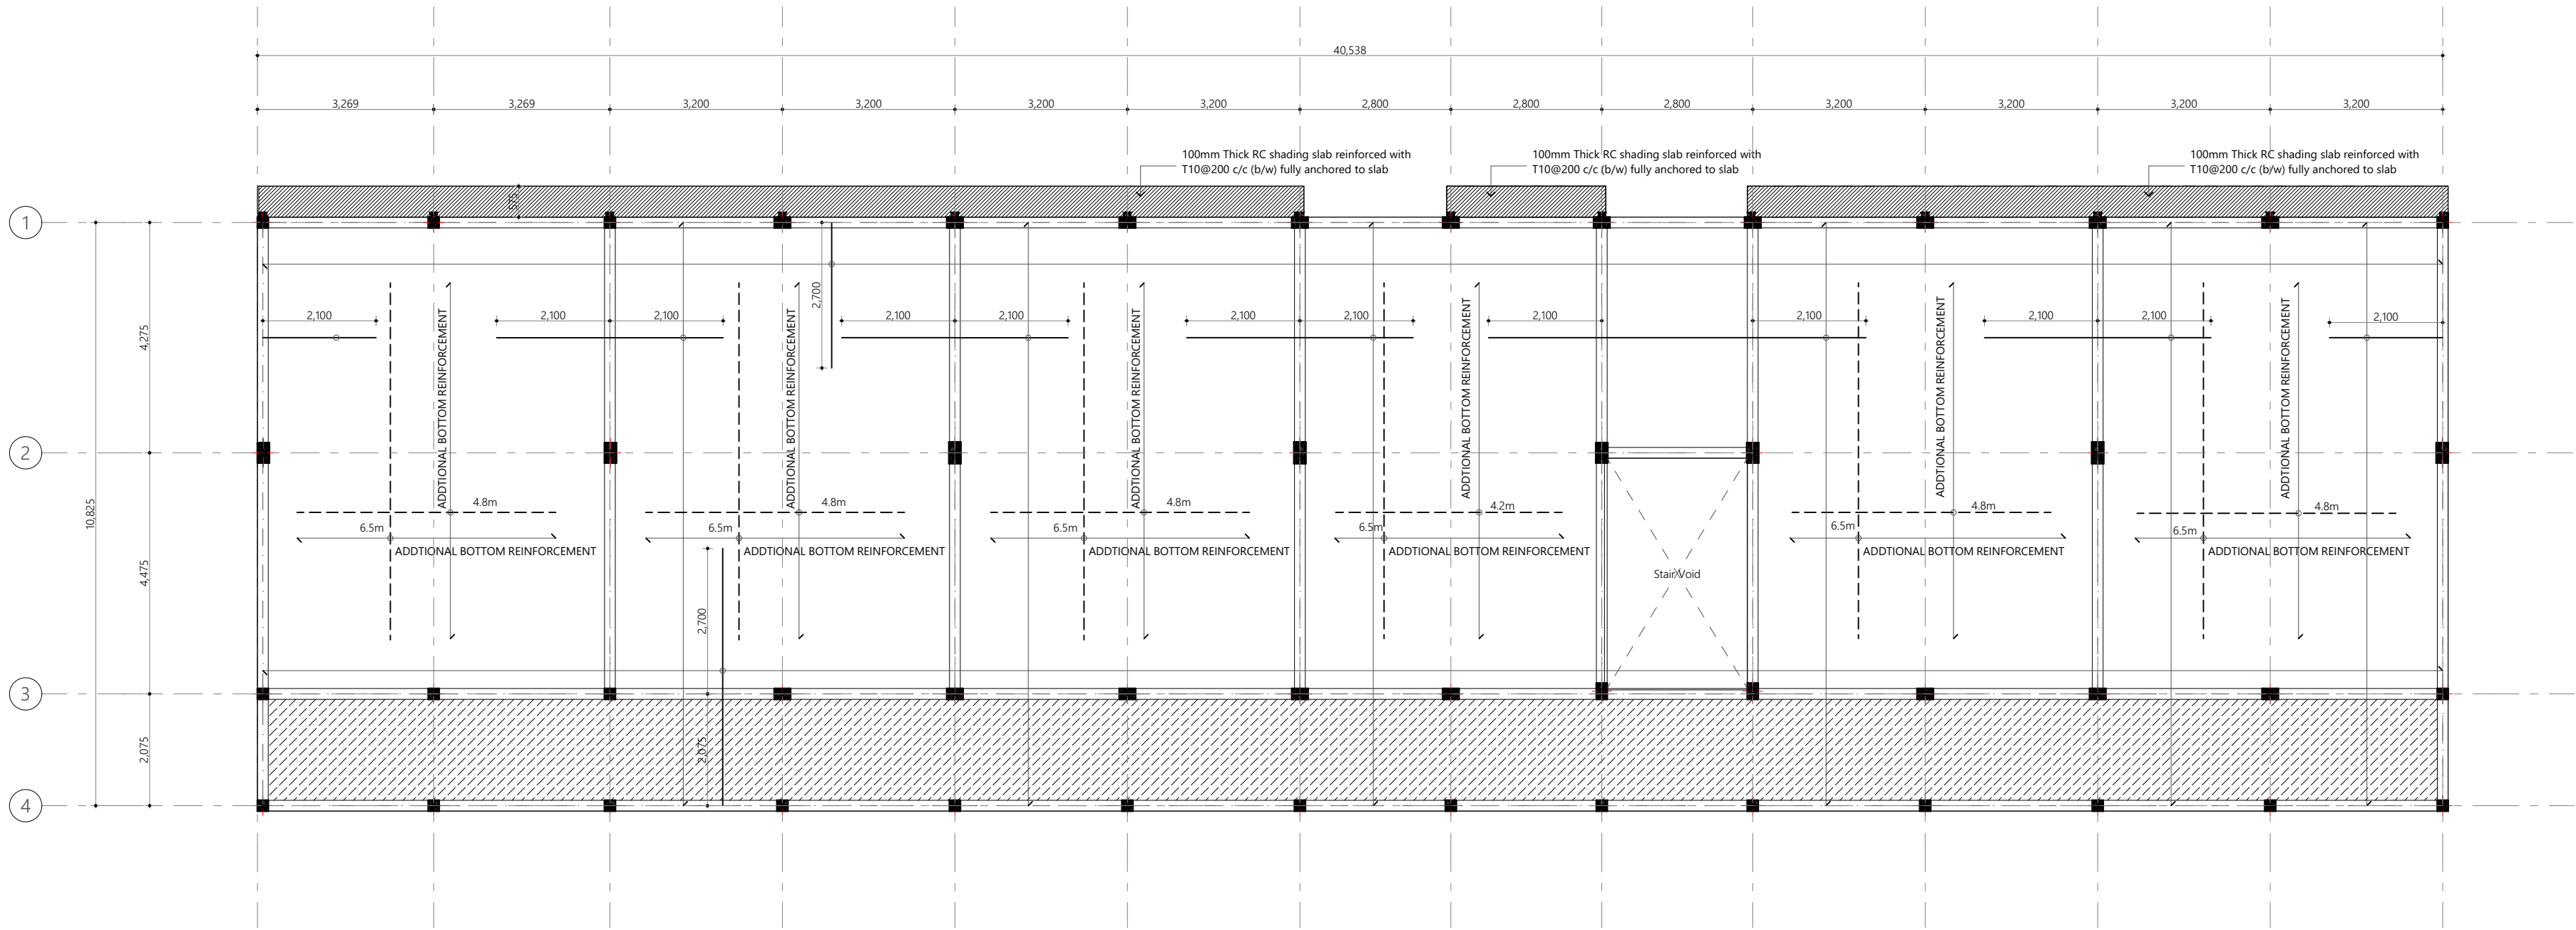 40,538
3,269 3,269 3,200 3,200 3,200 3,200 2,800 2,800 2,800 3,200 3,200 3,200 3,200
100mm Thick RC shading slab reinforced with
T10@200 c/c (b/w) fully anchored to slab
100mm Thick RC shading slab reinforced with
T10@200 c/c (b/w) fully anchored to slab
100mm Thick RC shading slab reinforced with
T10@200 c/c (b/w) fully anchored to slab
575
1
2,700
2,100 2,100 2,100 2,100 2,100 2,100 2,100 2,100 2,100 2,100 2,100 2,100
4,275
ADDTIONAL BOTTOM REINFORCEMENT
ADDTIONAL BOTTOM REINFORCEMENT
ADDTIONAL BOTTOM REINFORCEMENT
ADDTIONAL BOTTOM REINFORCEMENT
ADDTIONAL BOTTOM REINFORCEMENT
ADDTIONAL BOTTOM REINFORCEMENT
2
10,825
4.8m 4.8m 4.8m 4.2m 4.8m 4.8m
6.5m 6.5m 6.5m 6.5m 6.5m 6.5m
ADDTIONAL BOTTOM REINFORCEMENT
ADDTIONAL BOTTOM REINFORCEMENT
ADDTIONAL BOTTOM REINFORCEMENT
ADDTIONAL BOTTOM REINFORCEMENT
ADDTIONAL BOTTOM REINFORCEMENT
ADDTIONAL BOTTOM REINFORCEMENT
4,475
Stair Void
2,700
3
2,075
2,075
4